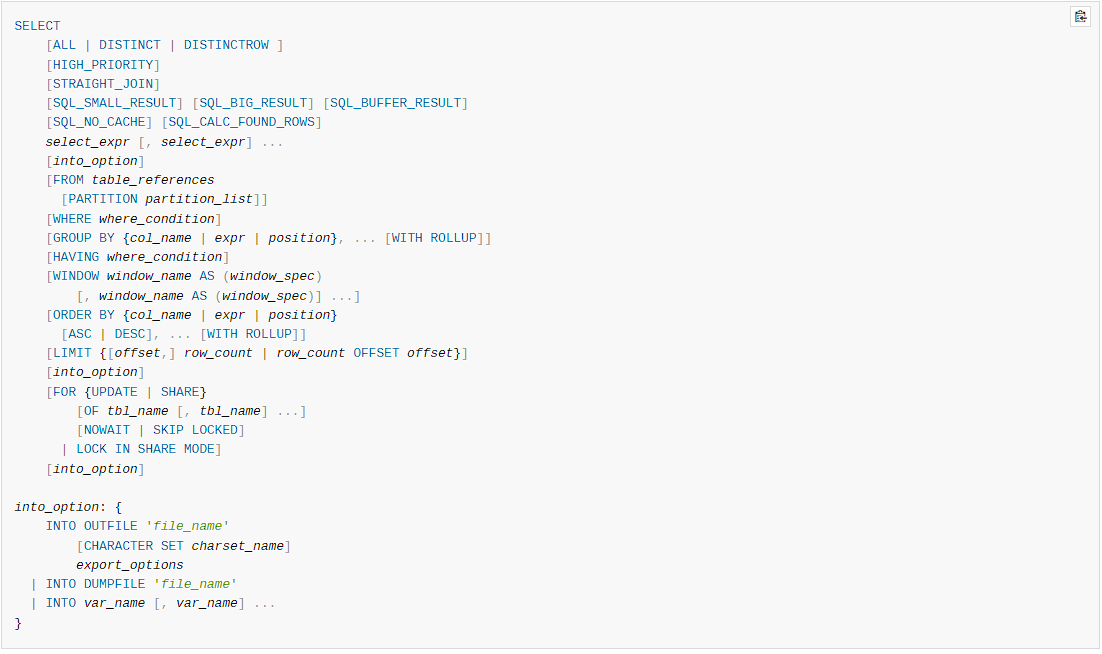 SELECT
    [ALL | DISTINCT | DISTINCTROW ]
    [HIGH_PRIORITY]
    [STRAIGHT_JOIN]
    [SQL_SMALL_RESULT] [SQL_BIG_RESULT] [SQL_BUFFER_RESULT]
    [SQL_NO_CACHE] [SQL_CALC_FOUND_ROWS]
    select_expr [, select_expr] ...
    [into_option]
    [FROM table_references
      [PARTITION partition_list]]
    [WHERE where_condition]
    [GROUP BY {col_name | expr | position}, ... [WITH ROLLUP]]
    [HAVING where_condition]
    [WINDOW window_name AS (window_spec)
        [, window_name AS (window_spec)] ...]
    [ORDER BY {col_name | expr | position}
      [ASC | DESC], ... [WITH ROLLUP]]
    [LIMIT {[offset,] row_count | row_count OFFSET offset}]
    [into_option]
    [FOR {UPDATE | SHARE}
        [OF tbl_name [, tbl_name] ...]
        [NOWAIT | SKIP LOCKED]
      | LOCK IN SHARE MODE]
    [into_option]

into_option: {
    INTO OUTFILE 'file_name'
        [CHARACTER SET charset_name]
        export_options
  | INTO DUMPFILE 'file_name'
  | INTO var_name [, var_name] ...
}